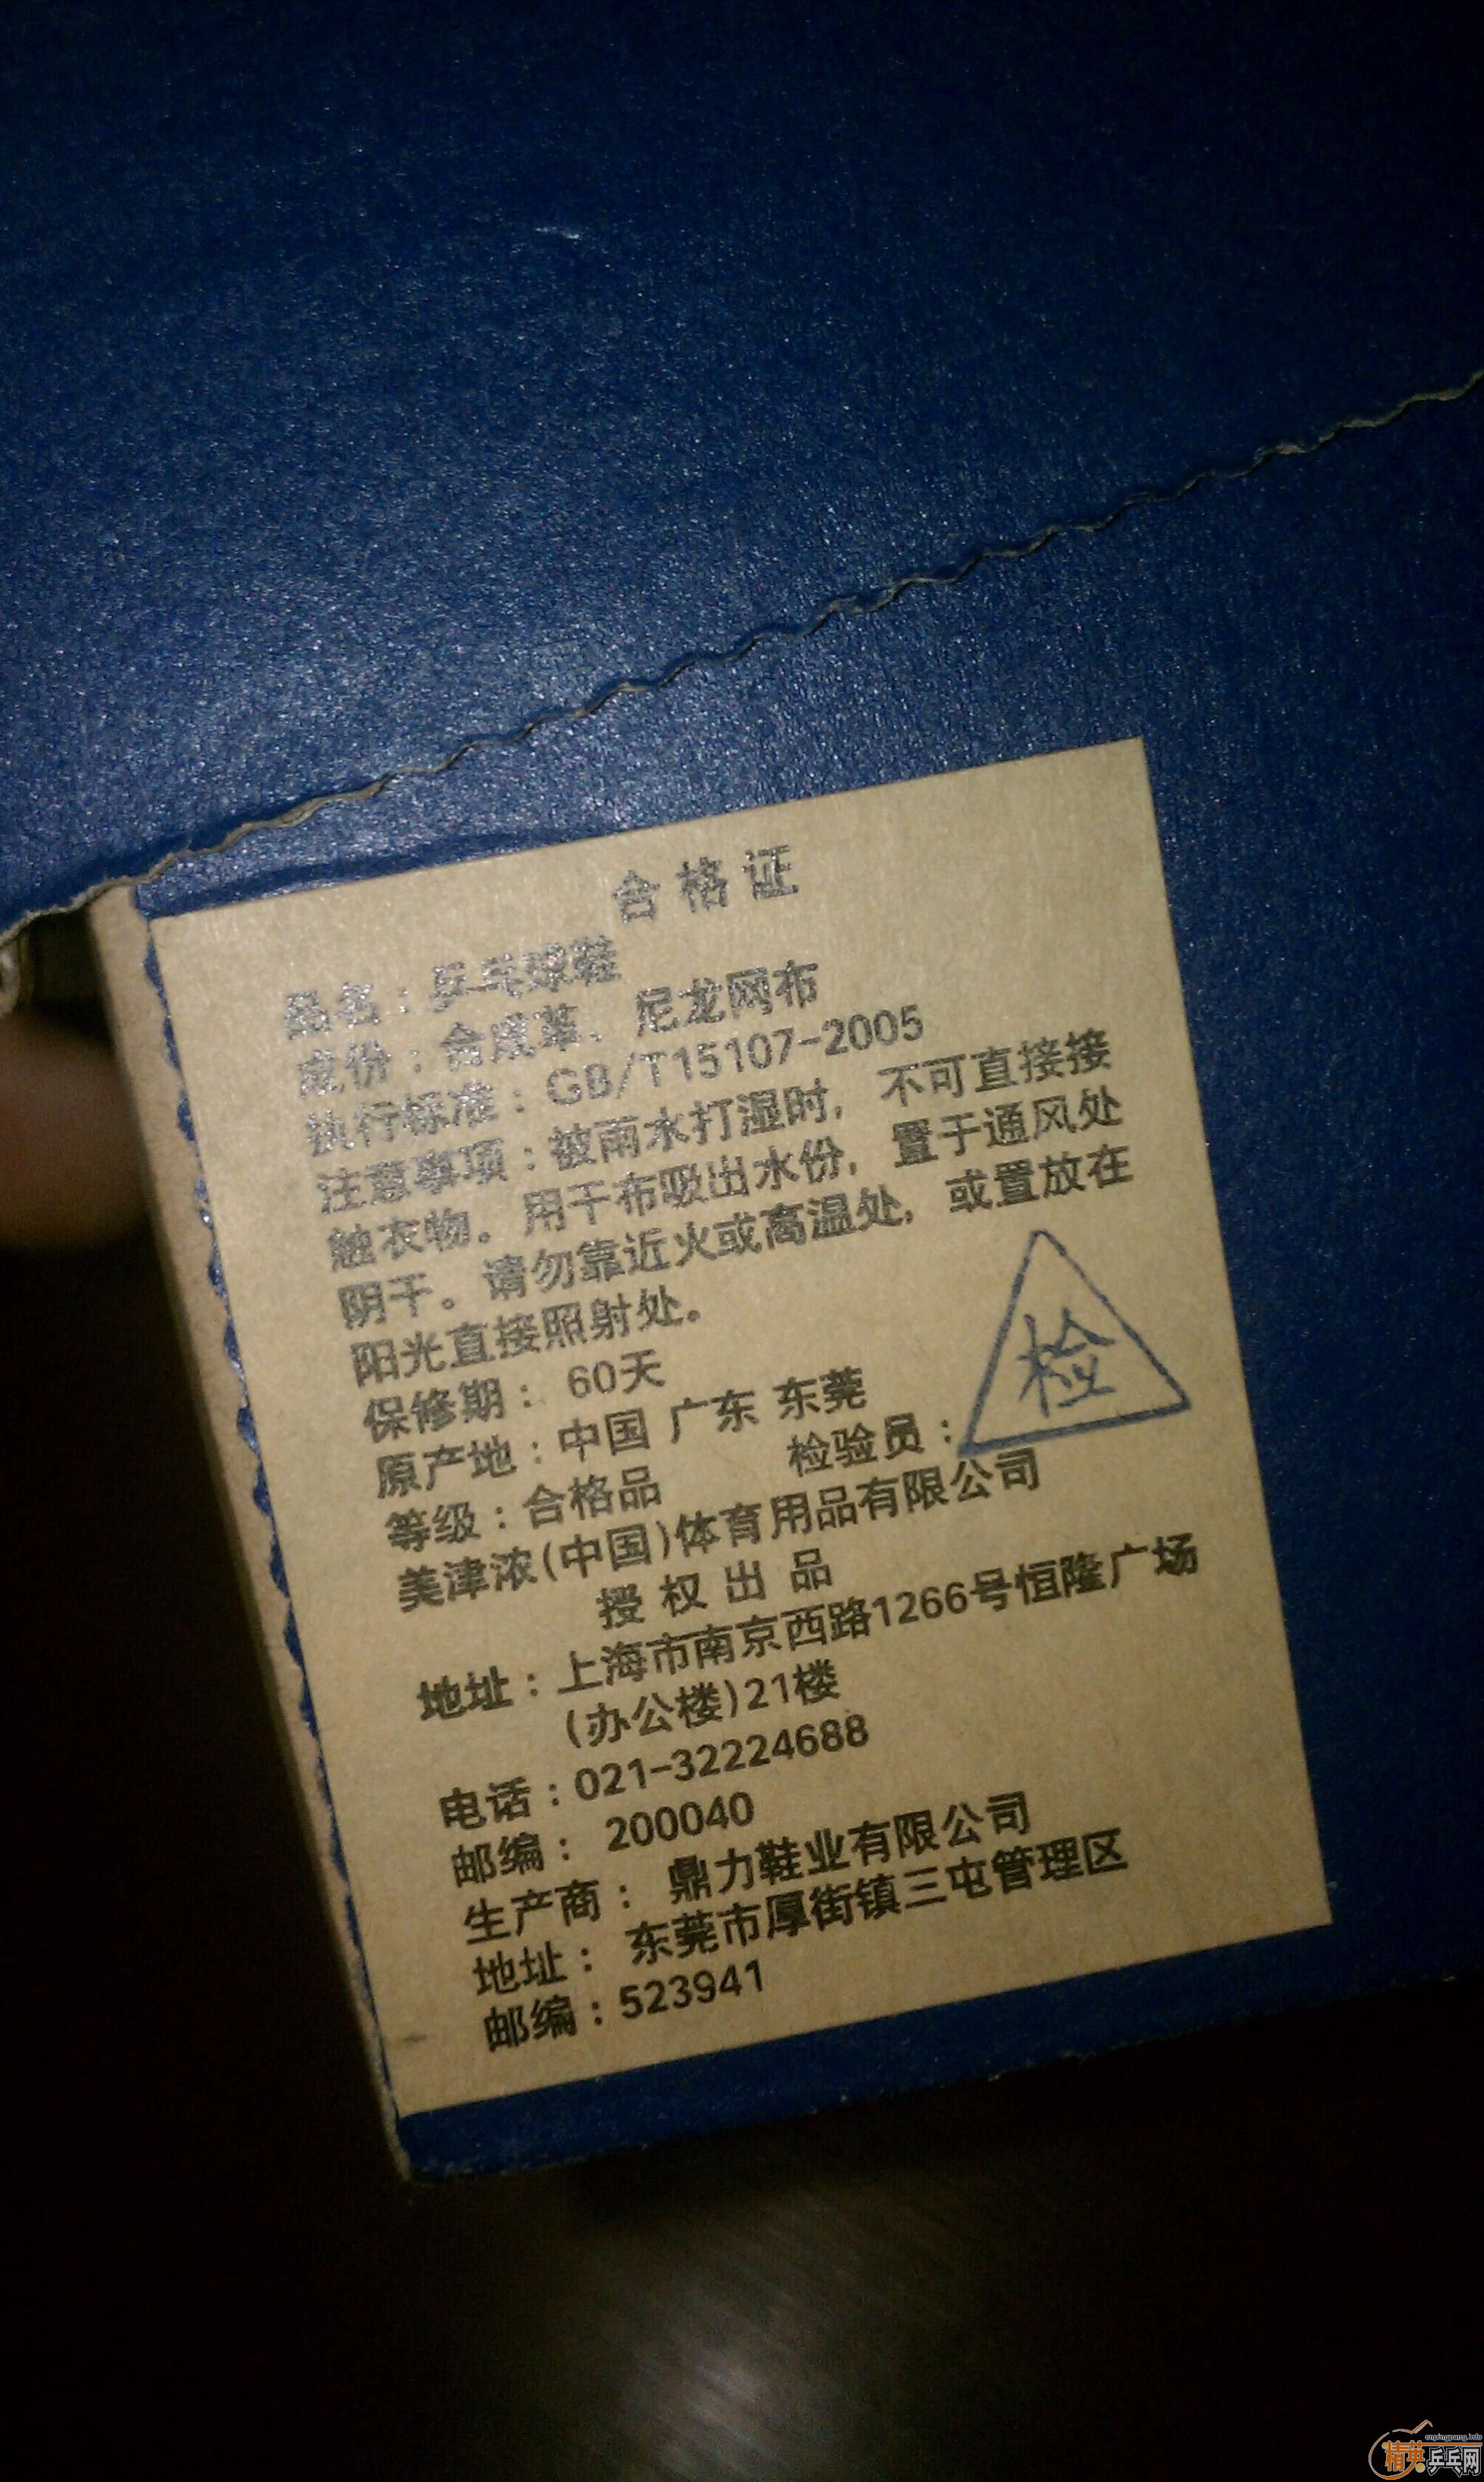 合格证
品名：乒乓球鞋
成份：合成革、尼龙网布
执行标准：GB/T15107-2005
注意事项：被雨水打湿时，不可直接接
触衣物。用干布吸出水份，置于通风处
阴干。请勿靠近火或高温处，或置放在
阳光直接照射处。
保修期： 60天
原产地：中国 广东 东莞
等级：合格品 检验员：
检
美津浓(中国)体育用品有限公司
授权出品
地址：上海市南京西路1266号恒隆广场
(办公楼)21楼
电话：021-32224688
邮编： 200040
生产商： 鼎力鞋业有限公司
地址： 东莞市厚街镇三屯管理区
邮编：523941
cnpingpang.info
精英乒乓网